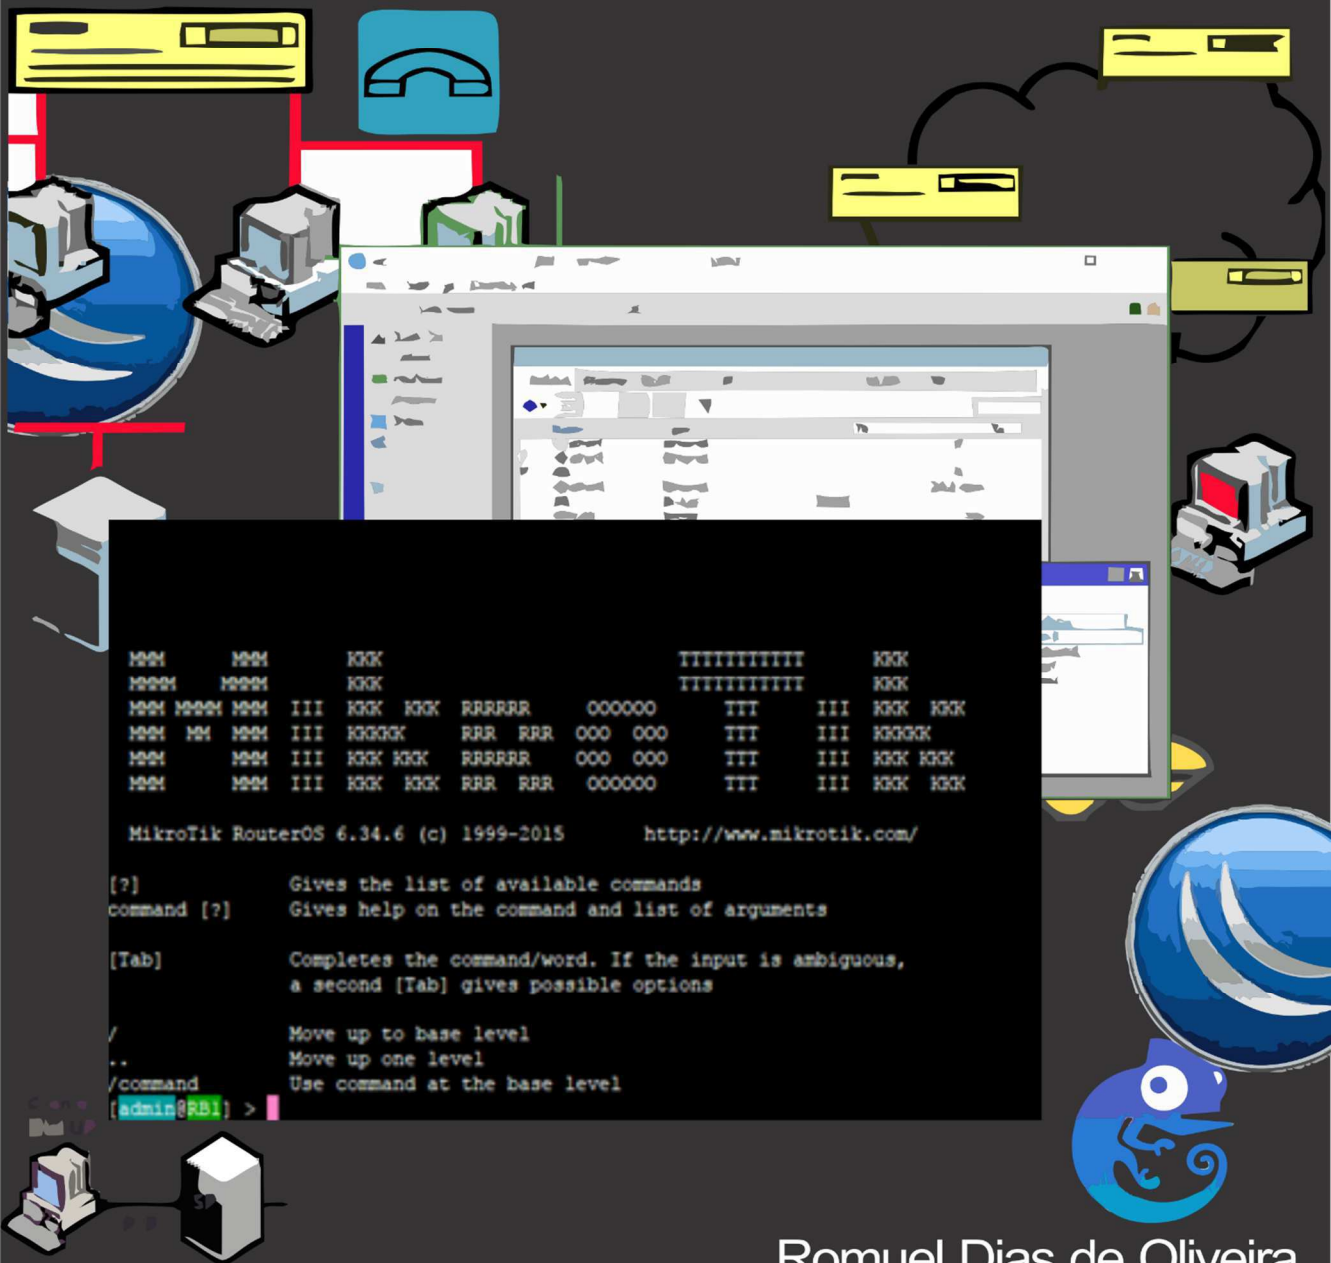 MMM MMM KKK TTTTTTTTTTT KKK
MMMM MMMM KKK TTTTTTTTTTT KKK
MMM MMMM MMM III KKK KKK RRRRRR OOOOOO TTT III KKK KKK
MMM MM MMM III KKKKK RRR RRR OOO OOO TTT III KKKKK
MMM MMM III KKK KKK RRRRRR OOO OOO TTT III KKK KKK
MMM MMM III KKK KKK RRR RRR OOOOOO TTT III KKK KKK
MikroTik RouterOS 6.34.6 (c) 1999-2015 http://www.mikrotik.com/
[?] Gives the list of available commands
command [?] Gives help on the command and list of arguments
[Tab] Completes the command/word. If the input is ambiguous,
a second [Tab] gives possible options
/ Move up to base level
.. Move up one level
/command Use command at the base level
[admin@RB1] >
Romuel Dias de Oliveira